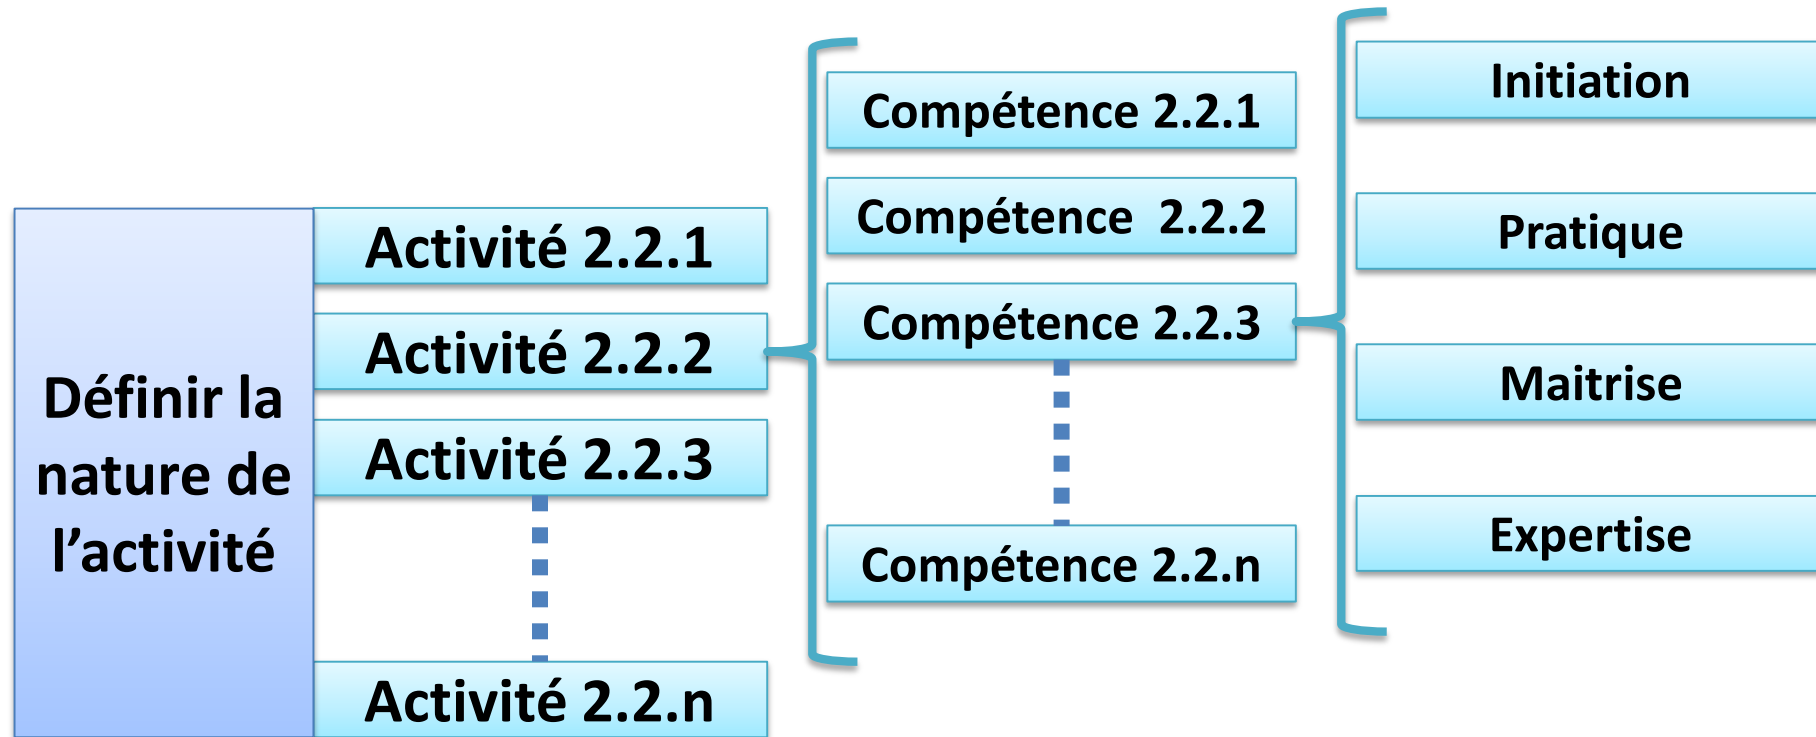 Définir la
nature de
l’activité
Activité 2.2.1
Activité 2.2.2
Activité 2.2.3
Activité 2.2.n
Compétence 2.2.1
Compétence  2.2.2
Compétence 2.2.3
Compétence 2.2.n
Initiation
Pratique
Maitrise
Expertise